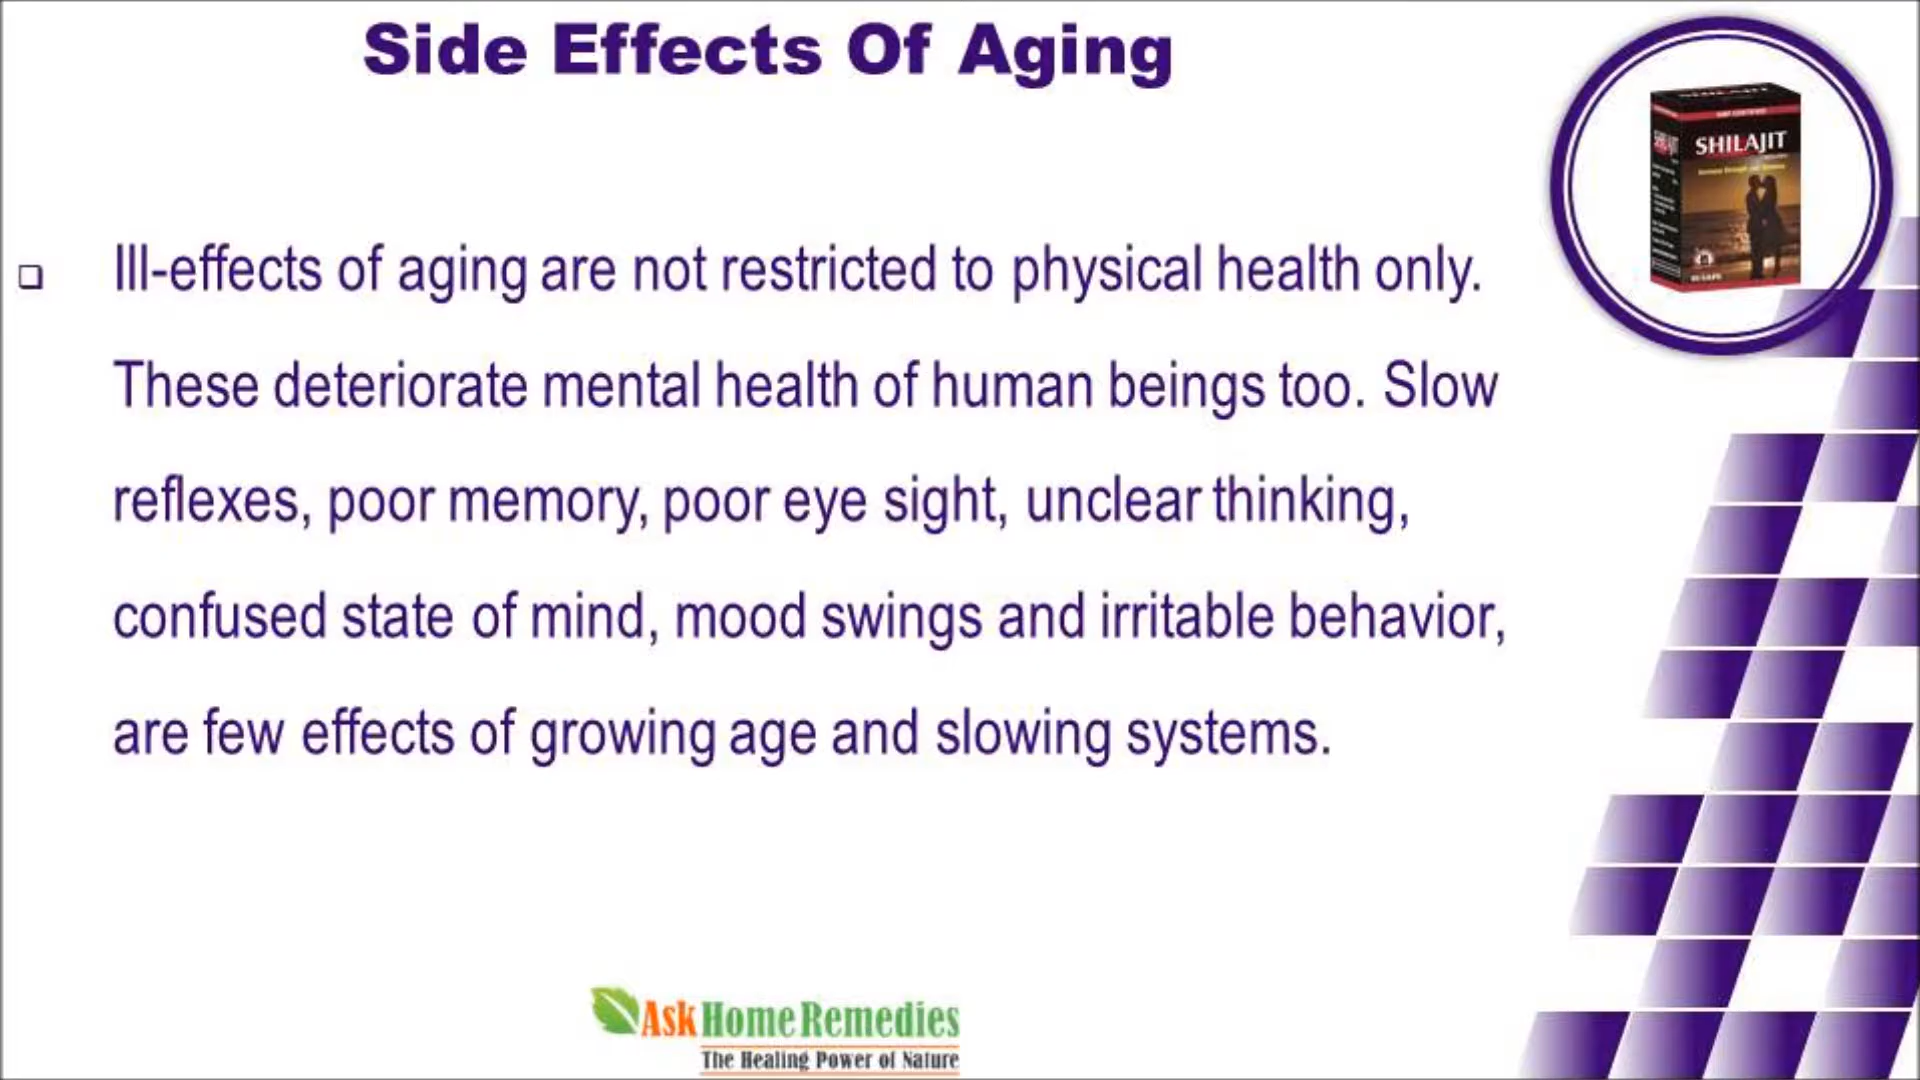 Side Effects Of Aging
SHILAJIT
❑ Ill-effects of aging are not restricted to physical health only.
These deteriorate mental health of human beings too. Slow
reflexes, poor memory, poor eye sight, unclear thinking,
confused state of mind, mood swings and irritable behavior,
are few effects of growing age and slowing systems.
Ask Home Remedies
The Healing Power of Nature